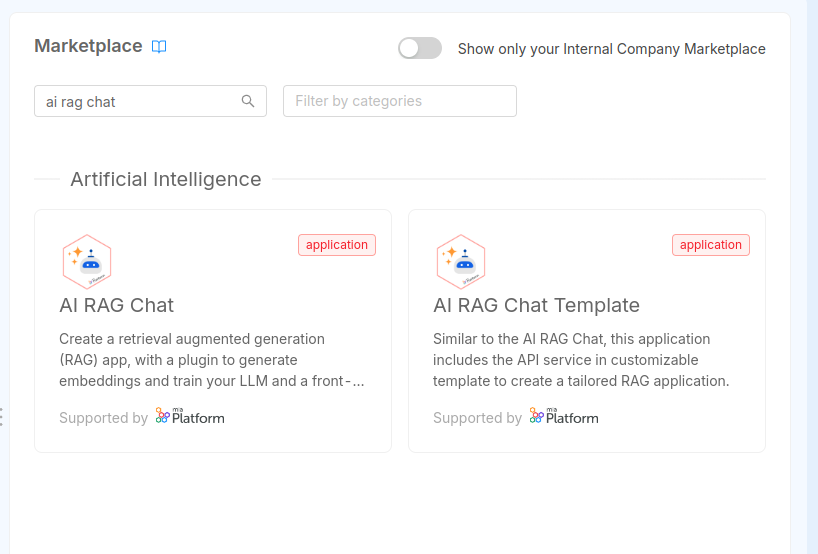 Marketplace
Show only your Internal Company Marketplace
ai rag chat
Filter by categories
Artificial Intelligence
application
AI RAG Chat
Create a retrieval augmented generation
(RAG) app, with a plugin to generate
embeddings and train your LLM and a front-...
Supported by mia Platform
application
AI RAG Chat Template
Similar to the AI RAG Chat, this application
includes the API service in customizable
template to create a tailored RAG application.
Supported by mia Platform